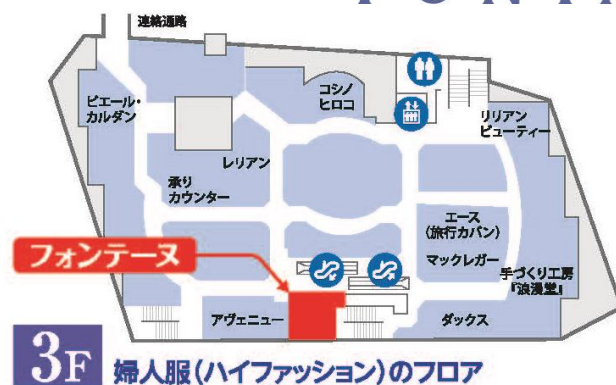 連絡通路
ピエール・
カルダン
コシノ
ヒロコ
リリアン
ビューティー
レリアン
承り
カウンター
エース
(旅行カバン)
マックレガー
フォンテーヌ
手づくり工房
『浪漫堂』
アヴェニュー
ダックス
3F 婦人服(ハイファッション)のフロア